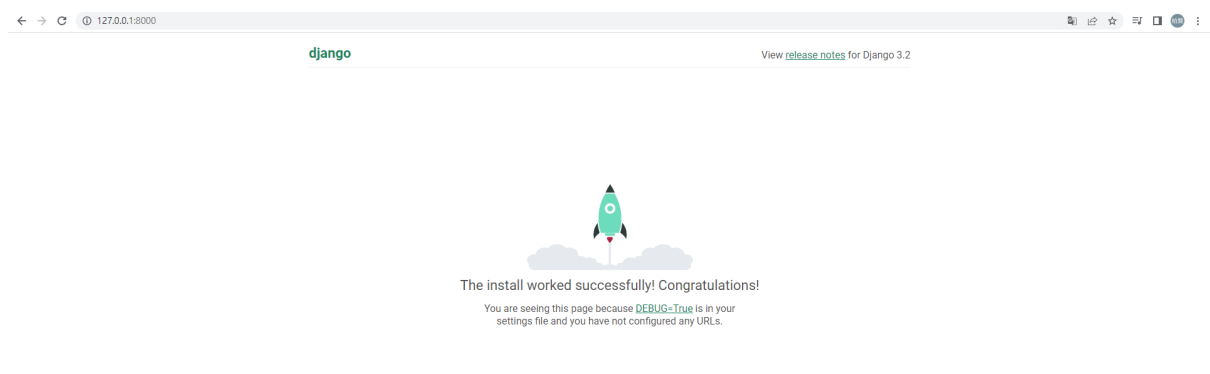 127.0.0.1:8000
django
View release notes for Django 3.2
The install worked successfully! Congratulations!
You are seeing this page because DEBUG=True is in your
settings file and you have not configured any URLs.